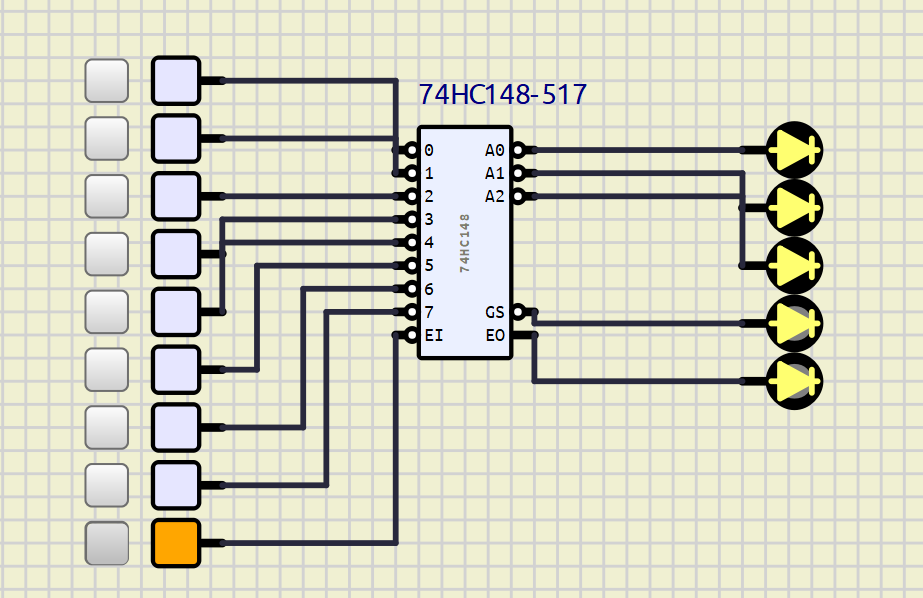 74HC148-517
0 A0
1 A1
2 A2
3
4
5
6
7 GS
EI EO
74HC148